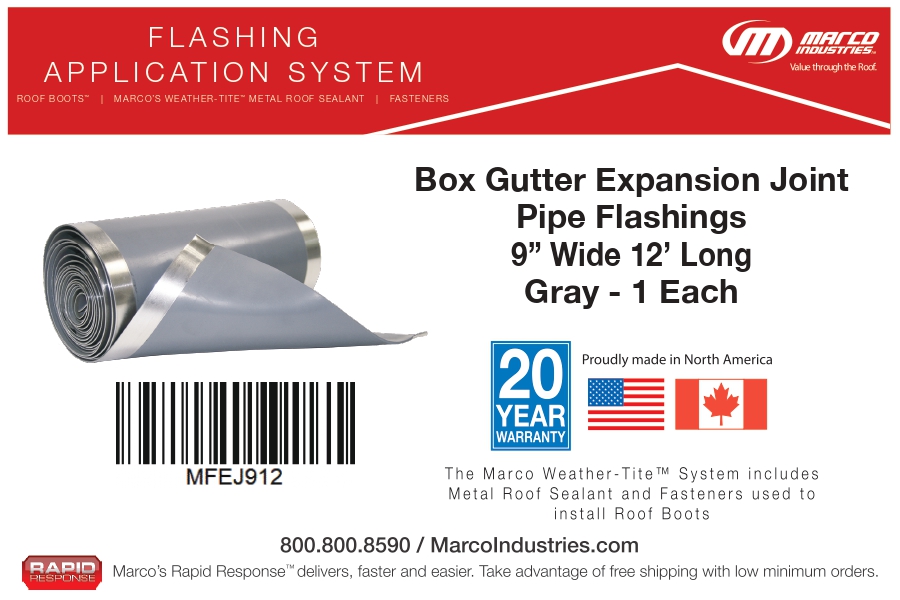 FLASHING
APPLICATION SYSTEM
ROOF BOOTS™ | MARCO'S WEATHER-TITE™ METAL ROOF SEALANT | FASTENERS
MARCO
INDUSTRIES™
Value through the Roof.
Box Gutter Expansion Joint
Pipe Flashings
9” Wide 12’ Long
Gray - 1 Each
20
YEAR
WARRANTY
Proudly made in North America
MFEJ912
The Marco Weather-Tite™ System includes
Metal Roof Sealant and Fasteners used to
install Roof Boots
800.800.8590 / MarcoIndustries.com
RAPID
RESPONSE
Marco’s Rapid Response™ delivers, faster and easier. Take advantage of free shipping with low minimum orders.